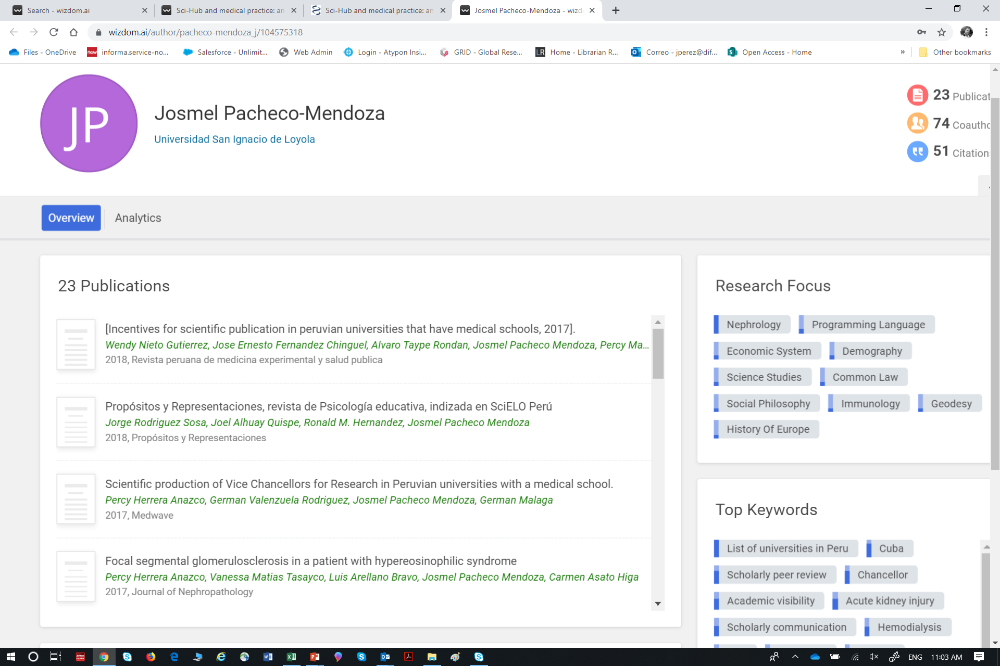 Search - wizdom.ai
Sci-Hub and medical practice: an
Sci-Hub and medical practice: an
Josmel Pacheco-Mendoza - wizd
wizdom.ai/author/pacheco-mendoza_j/104575318
Files - OneDrive
now
informa.service-no...
Salesforce - Unlimit...
Web Admin
Login - Atypon Insi...
GRID - Global Rese...
LR
Home - Librarian R...
Correo - jperez@dif...
Open Access - Home
»
Other bookmarks
JP
Josmel Pacheco-Mendoza
Universidad San Ignacio de Loyola
23 Publicat
74 Coautho
51 Citation
Overview
Analytics
23 Publications
[Incentives for scientific publication in peruvian universities that have medical schools, 2017].
Wendy Nieto Gutierrez, Jose Ernesto Fernandez Chinguel, Alvaro Taype Rondan, Josmel Pacheco Mendoza, Percy Ma...
2018, Revista peruana de medicina experimental y salud publica
Propósitos y Representaciones, revista de Psicología educativa, indizada en SciELO Perú
Jorge Rodriguez Sosa, Joel Alhuay Quispe, Ronald M. Hernandez, Josmel Pacheco Mendoza
2018, Propósitos y Representaciones
Scientific production of Vice Chancellors for Research in Peruvian universities with a medical school.
Percy Herrera Anazco, German Valenzuela Rodriguez, Josmel Pacheco Mendoza, German Malaga
2017, Medwave
Focal segmental glomerulosclerosis in a patient with hypereosinophilic syndrome
Percy Herrera Anazco, Vanessa Matias Tasayco, Luis Arellano Bravo, Josmel Pacheco Mendoza, Carmen Asato Higa
2017, Journal of Nephropathology
Research Focus
Nephrology
Programming Language
Economic System
Demography
Science Studies
Common Law
Social Philosophy
Immunology
Geodesy
History Of Europe
Top Keywords
List of universities in Peru
Cuba
Scholarly peer review
Chancellor
Academic visibility
Acute kidney injury
Scholarly communication
Hemodialysis
ENG
11:03 AM